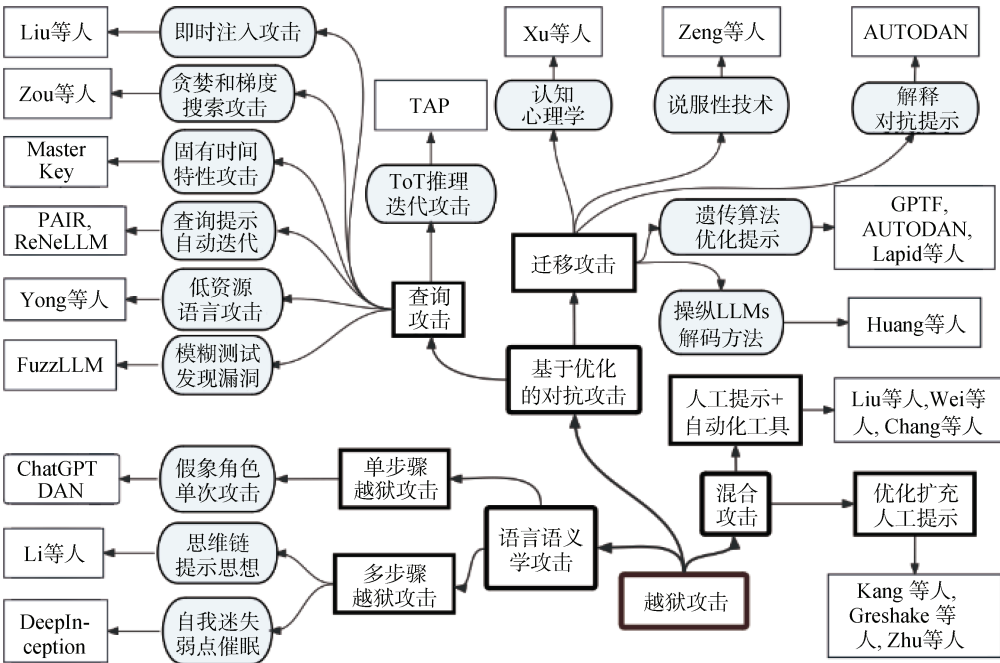 Liu等人
即时注入攻击
Zou等人
贪婪和梯度
搜索攻击
Master
Key
固有时间
特性攻击
PAIR,
ReNeLLM
查询提示
自动迭代
Yong等人
低资源
语言攻击
FuzzLLM
模糊测试
发现漏洞
TAP
ToT推理
迭代攻击
查询
攻击
Xu等人
认知
心理学
Zeng等人
说服性技术
AUTODAN
解释
对抗提示
迁移攻击
遗传算法
优化提示
GPTF,
AUTODAN,
Lapid等人
操纵LLMs
解码方法
Huang等人
基于优化
的对抗攻击
人工提示+
自动化工具
Liu等人,Wei等
人, Chang等人
混合
攻击
优化扩充
人工提示
Kang 等人,
Greshake 等
人, Zhu等人
ChatGPT
DAN
假象角色
单次攻击
单步骤
越狱攻击
Li等人
思维链
提示思想
多步骤
越狱攻击
DeepIn-
ception
自我迷失
弱点催眠
语言语义
学攻击
越狱攻击